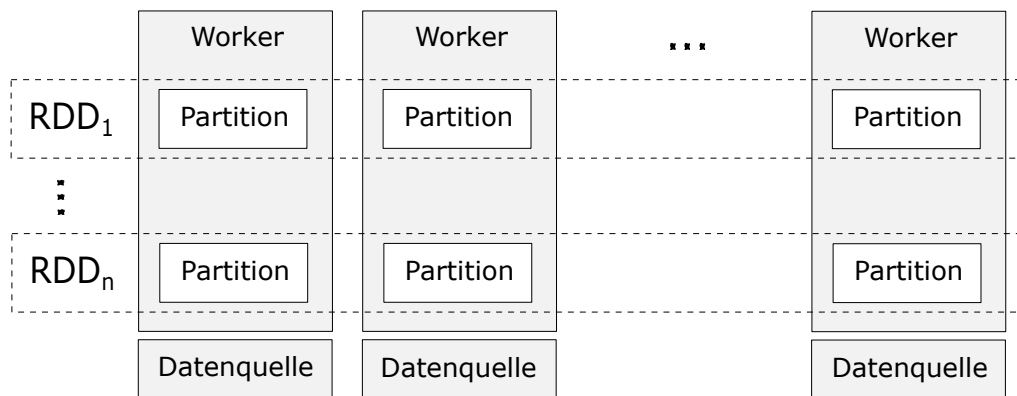 Worker Worker ... Worker
RDD₁ Partition Partition Partition
⋮
RDDₙ Partition Partition Partition
Datenquelle Datenquelle Datenquelle